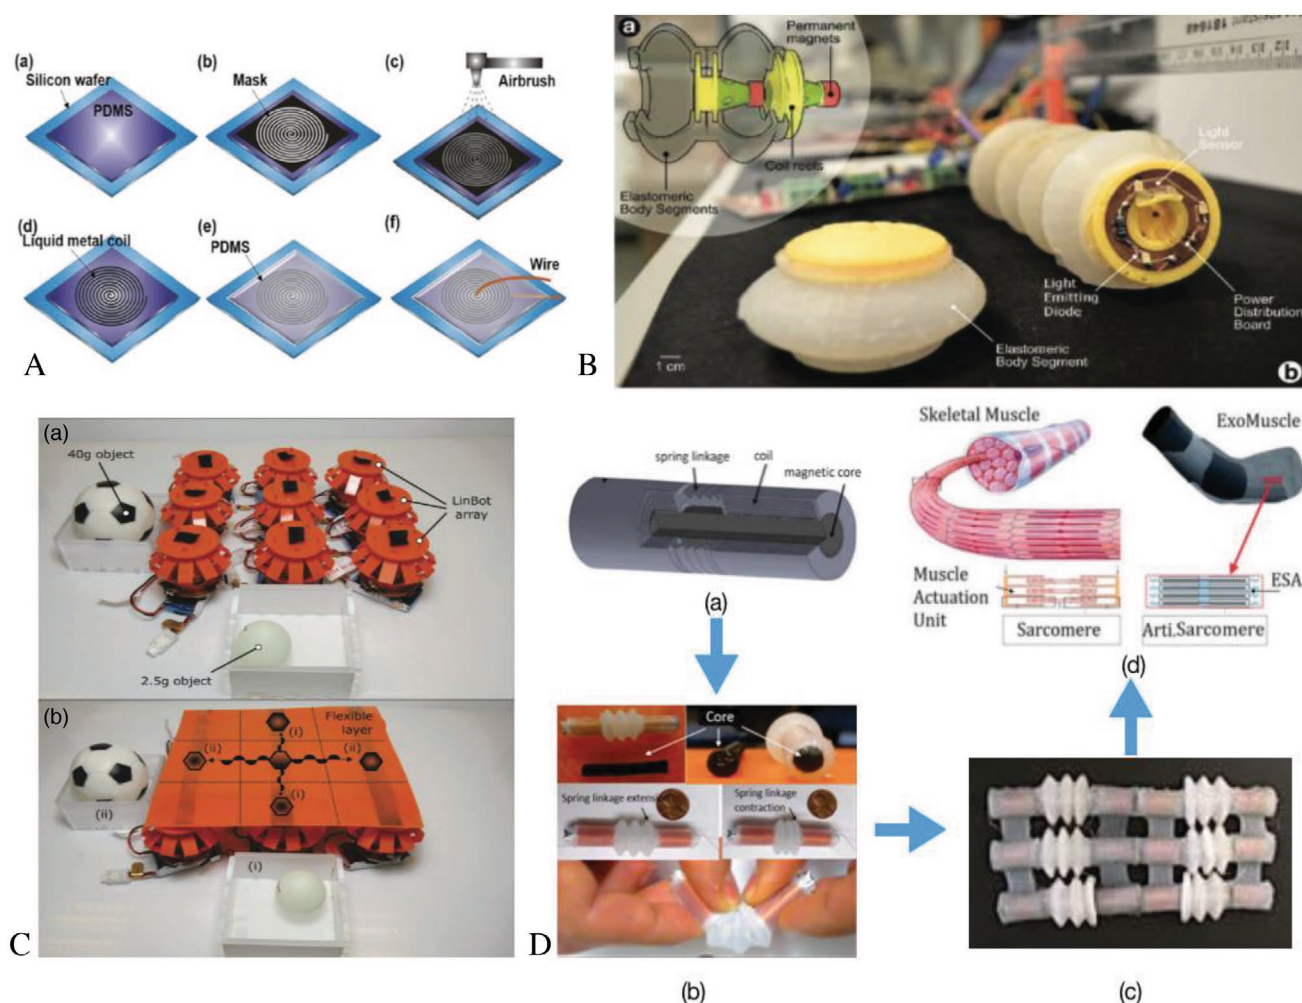 (a)
Silicon wafer
PDMS
(b)
Mask
(c)
Airbrush
(d)
Liquid metal coil
(e)
PDMS
(f)
Wire
A
a
Permanent
magnets
Coil reels
Elastomeric
Body Segments
Light
Sensor
Light
Emitting
Diode
Power
Distribution
Board
Elastomeric
Body Segment
1 cm
b
B
(a)
40g object
LinBot
array
2.5g object
(b)
Flexible
layer
(i)
(ii)
(ii)
(i)
(ii)
(i)
C
spring linkage
coil
magnetic core
(a)
Skeletal Muscle
ExoMuscle
Muscle
Actuation
Unit
ESA
Sarcomere
Arti.Sarcomere
(d)
Core
Spring linkage
contraction
D
(b)
(c)